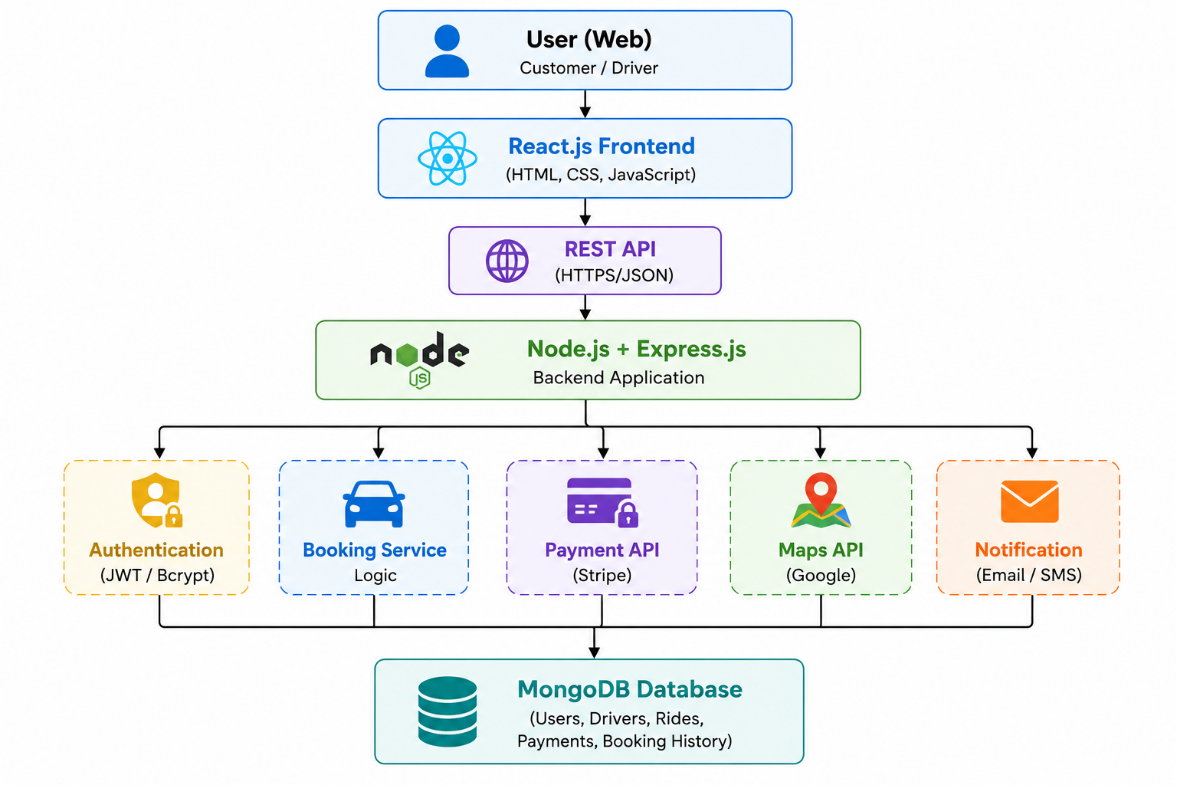 User (Web)
Customer / Driver
React.js Frontend
(HTML, CSS, JavaScript)
REST API
(HTTPS/JSON)
node
JS
Node.js + Express.js
Backend Application
Authentication
(JWT / Bcrypt)
Booking Service
Logic
Payment API
(Stripe)
Maps API
(Google)
Notification
(Email / SMS)
MongoDB Database
(Users, Drivers, Rides,
Payments, Booking History)